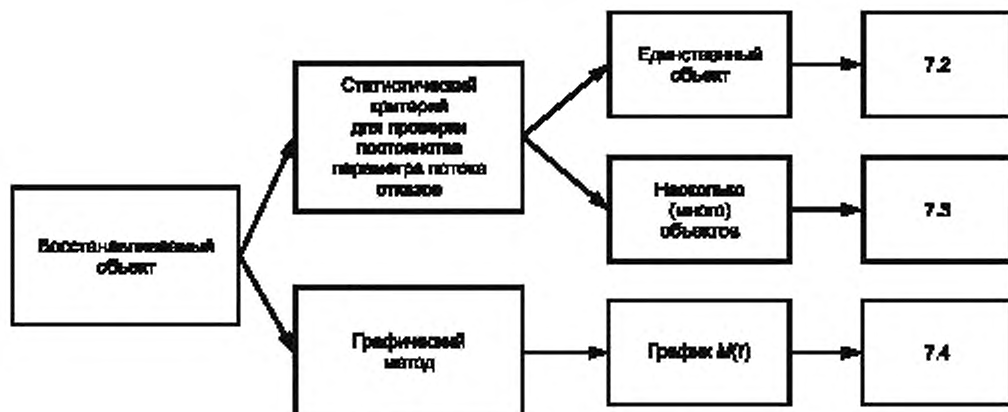 Единственный
объект
7.2
Статистический
критерий
для проверки
постоянства
параметра потока
отказов
Несколько
(много)
объектов
7.3
Восстанавливаемый
объект
Графический
метод
График M(T)
7.4